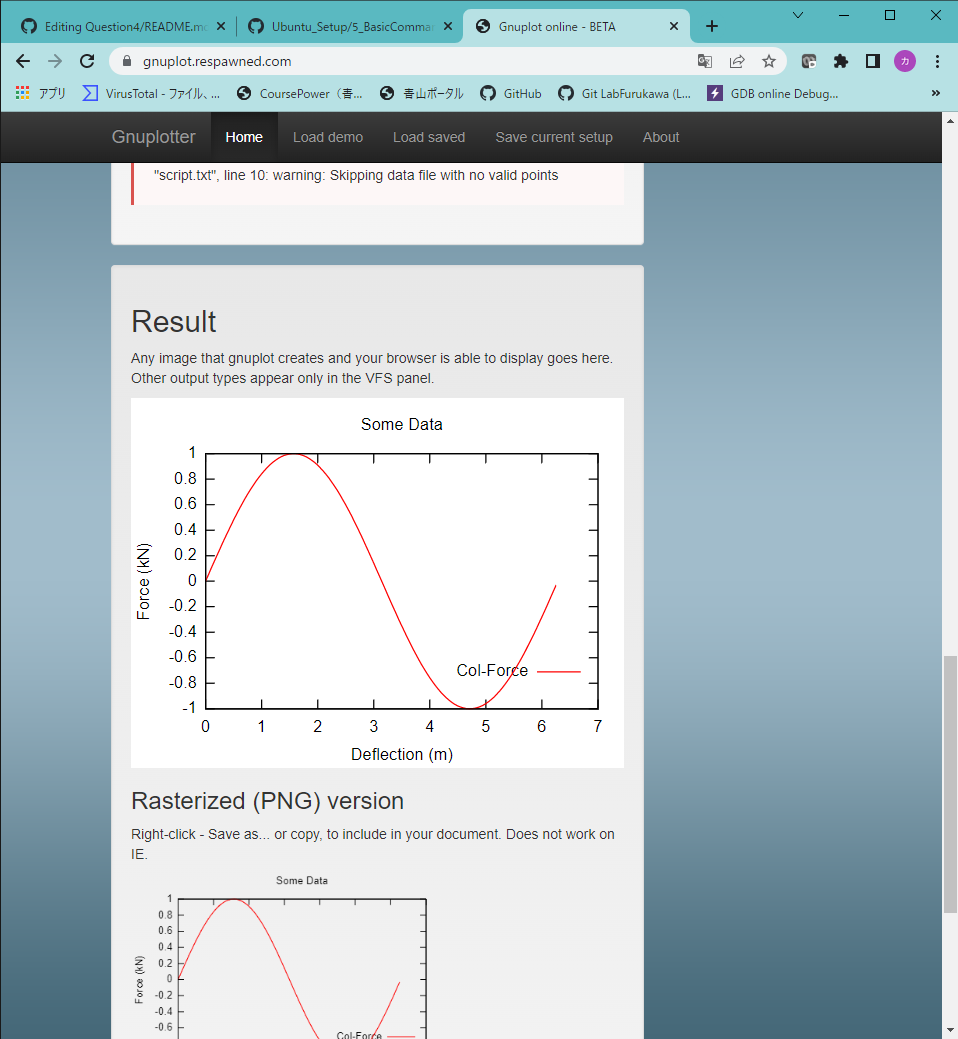 Editing Question4/README.m
Ubuntu_Setup/5_BasicComma
Gnuplot online - BETA
gnuplot.respawned.com
カ
アプリ
VirusTotal - ファイル、...
CoursePower（青...
青山ポータル
GitHub
Git LabFurukawa (L...
GDB online Debug...
»
Gnuplotter
Home
Load demo
Load saved
Save current setup
About
"script.txt", line 10: warning: Skipping data file with no valid points
Result
Any image that gnuplot creates and your browser is able to display goes here.
Other output types appear only in the VFS panel.
Some Data
1
0.8
0.6
0.4
0.2
0
-0.2
-0.4
-0.6
-0.8
-1
Force (kN)
Col-Force
0 1 2 3 4 5 6 7
Deflection (m)
Rasterized (PNG) version
Right-click - Save as... or copy, to include in your document. Does not work on
IE.
Some Data
1
0.8
0.6
0.4
0.2
0
-0.2
-0.4
-0.6
Force (kN)
Col-Force